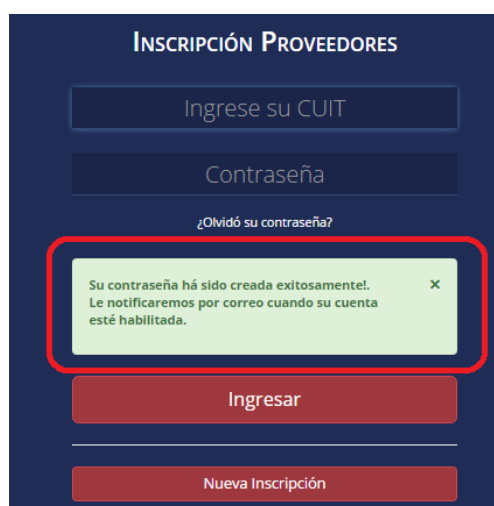 Inscripción Proveedores
Ingrese su CUIT
Contraseña
¿Olvidó su contraseña?
Su contraseña há sido creada exitosamente!. ×
Le notificaremos por correo cuando su cuenta
esté habilitada.
Ingresar
Nueva Inscripción